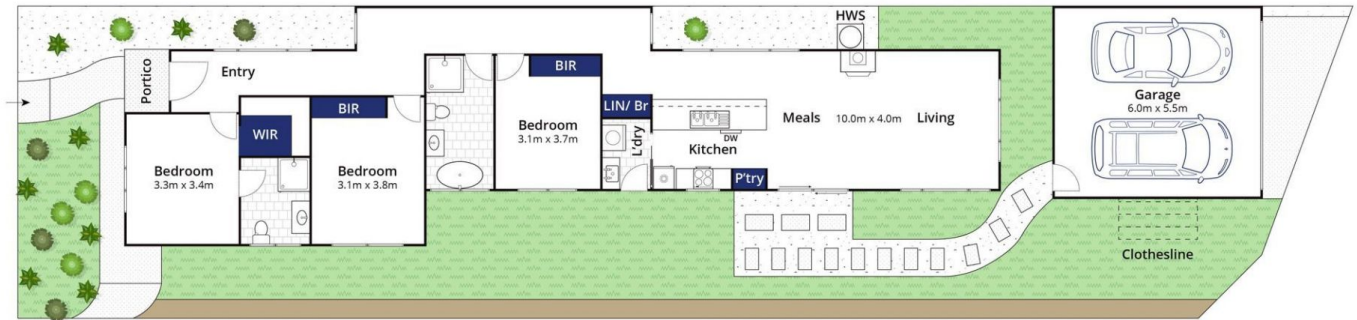 HWS
Portico
Entry
BIR
BIR
Garage
6.0m x 5.5m
WIR
LIN/ Br
Bedroom
3.1m x 3.7m
Meals 10.0m x 4.0m Living
DW
L'dry
Kitchen
Bedroom
3.3m x 3.4m
Bedroom
3.1m x 3.8m
P'try
Clothesline